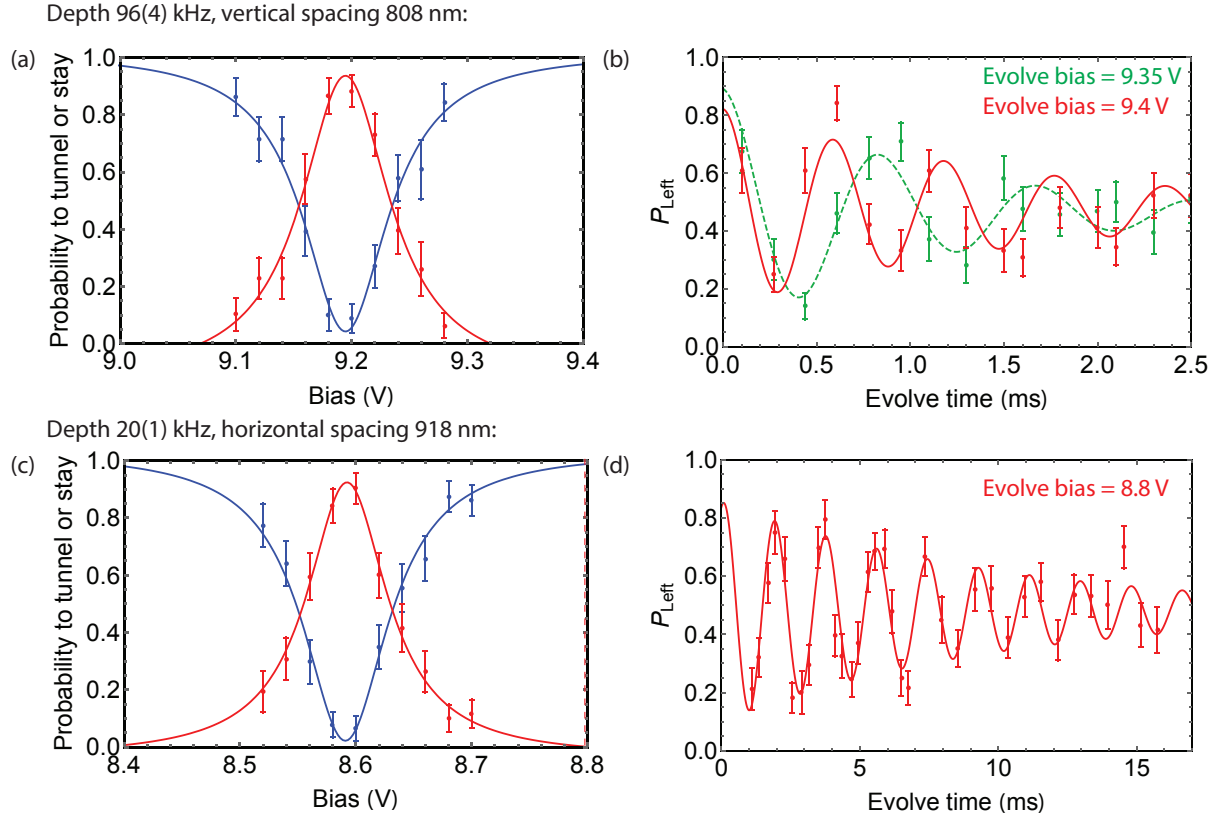 Depth 96(4) kHz, vertical spacing 808 nm:
(a)
Probability to tunnel or stay
1.0
0.8
0.6
0.4
0.2
0.0
9.0 9.1 9.2 9.3 9.4
Bias (V)
(b)
Evolve bias = 9.35 V
Evolve bias = 9.4 V
PLeft
1.0
0.8
0.6
0.4
0.2
0.0
0.0 0.5 1.0 1.5 2.0 2.5
Evolve time (ms)
Depth 20(1) kHz, horizontal spacing 918 nm:
(c)
Probability to tunnel or stay
1.0
0.8
0.6
0.4
0.2
0.0
8.4 8.5 8.6 8.7 8.8
Bias (V)
(d)
Evolve bias = 8.8 V
PLeft
1.0
0.8
0.6
0.4
0.2
0.0
0 5 10 15
Evolve time (ms)